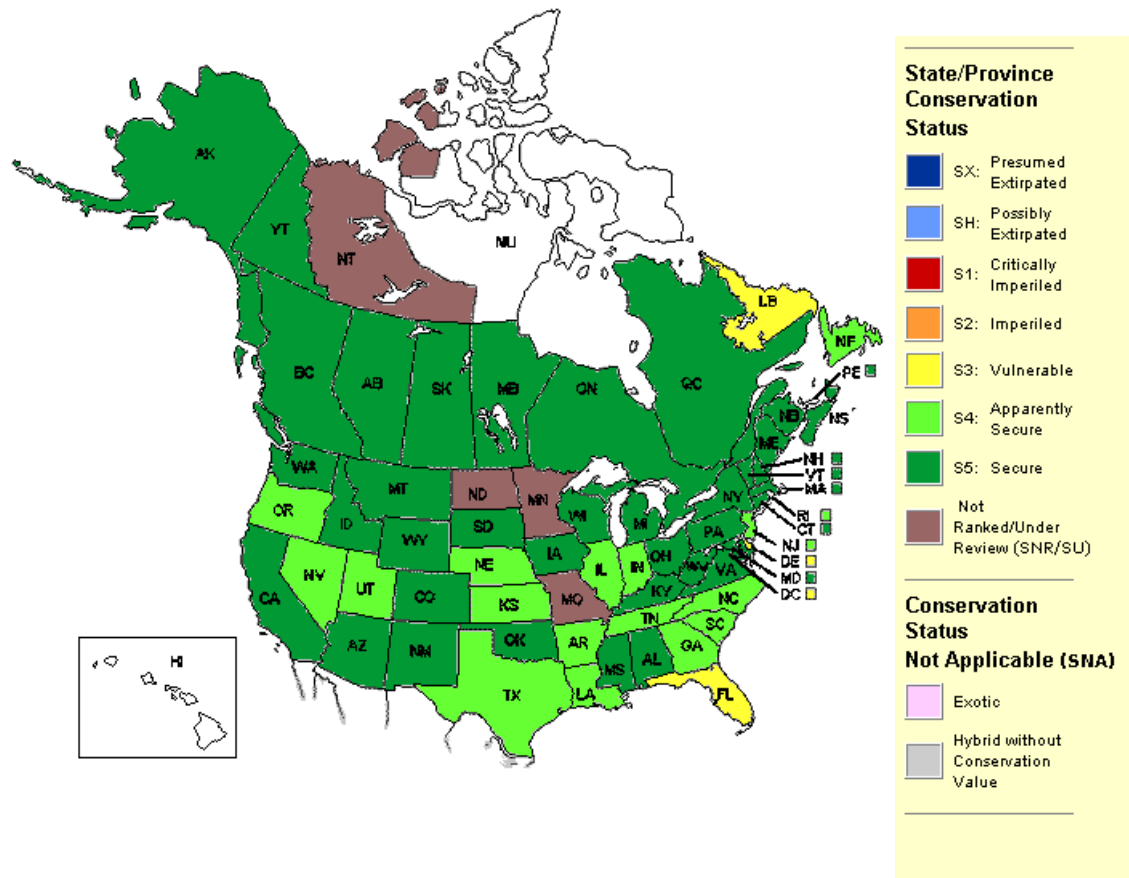 AK
YT
NT
NU
LB
NF
BC
AB
SK
MB
ON
QC
PE
NB
NS
ME
NH
VT
MA
WA
MT
ND
MN
OR
ID
SD
WI
MI
NY
RI
CT
WY
IA
PA
NJ
NE
IL
IN
OH
DE
NV
UT
CO
KS
MO
WV
VA
MD
DC
CA
KY
NC
AZ
NM
OK
AR
TN
SC
MS
AL
GA
TX
LA
FL
HI
State/Province
Conservation
Status
SX: Presumed
Extirpated
SH: Possibly
Extirpated
S1: Critically
Imperiled
S2: Imperiled
S3: Vulnerable
S4: Apparently
Secure
S5: Secure
Not
Ranked/Under
Review (SNR/SU)
Conservation
Status
Not Applicable (SNA)
Exotic
Hybrid without
Conservation
Value